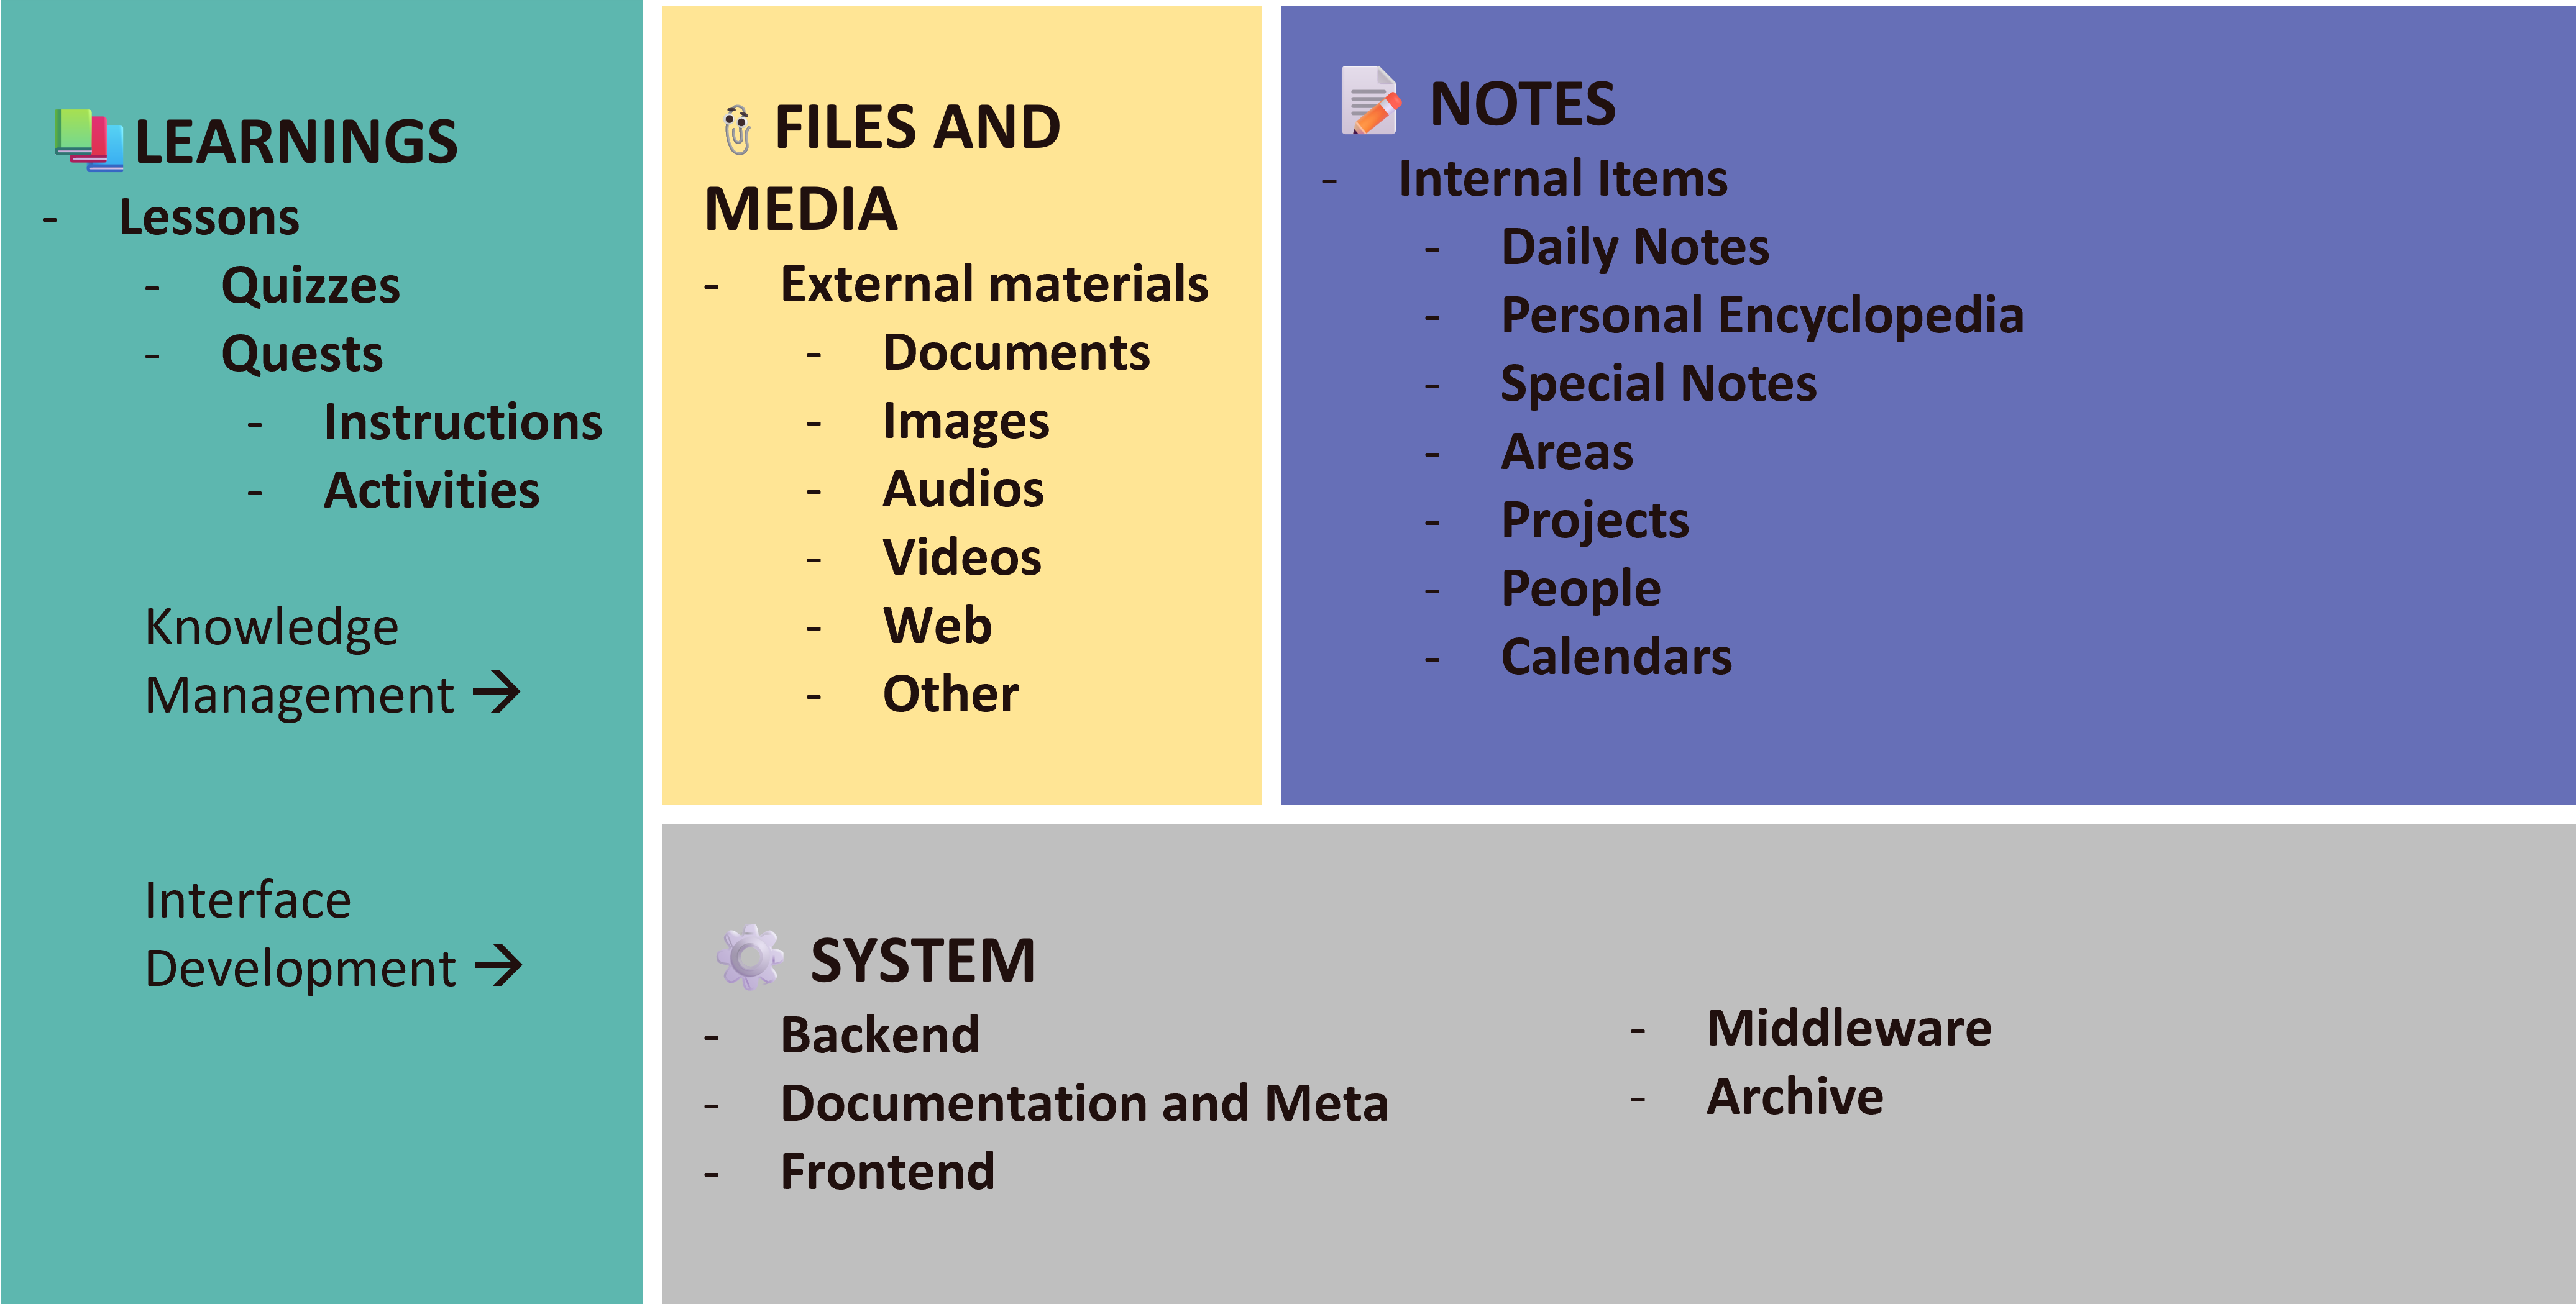 LEARNINGS
- Lessons
- Quizzes
- Quests
- Instructions
- Activities
Knowledge
Management →
Interface
Development →
FILES AND
MEDIA
- External materials
- Documents
- Images
- Audios
- Videos
- Web
- Other
NOTES
- Internal Items
- Daily Notes
- Personal Encyclopedia
- Special Notes
- Areas
- Projects
- People
- Calendars
SYSTEM
- Backend
- Documentation and Meta
- Frontend
- Middleware
- Archive